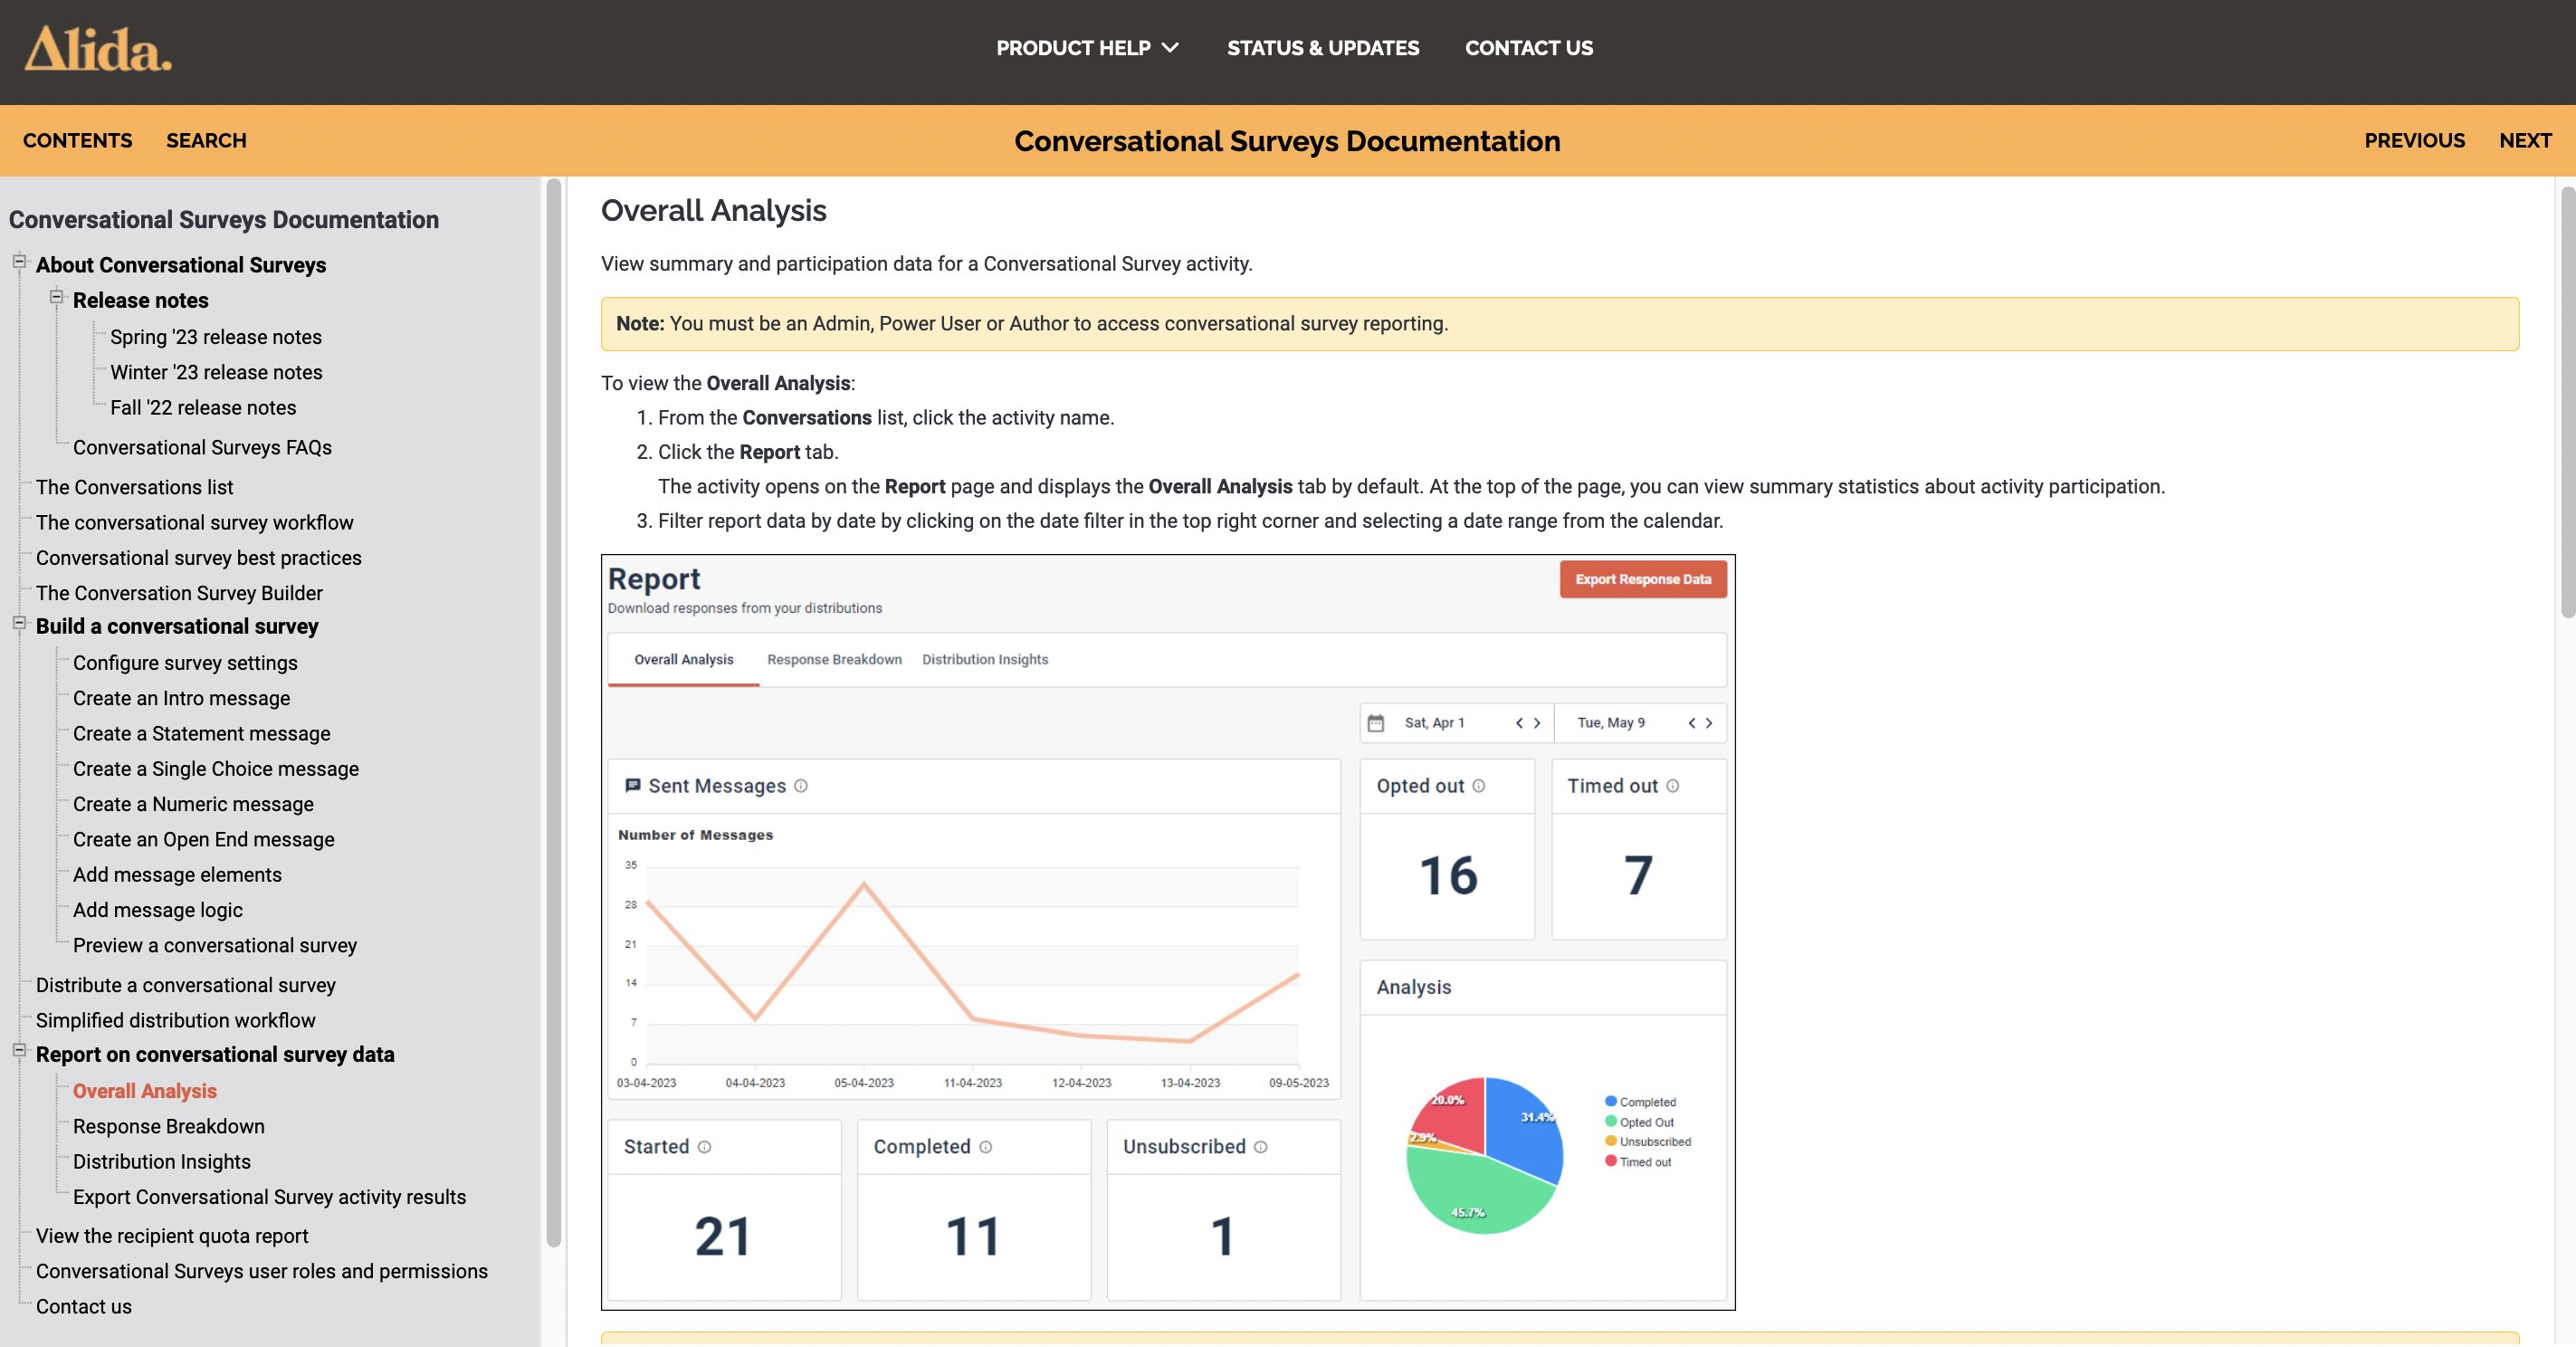 Alida.
PRODUCT HELP
STATUS & UPDATES
CONTACT US
CONTENTS
SEARCH
Conversational Surveys Documentation
PREVIOUS
NEXT
Conversational Surveys Documentation
About Conversational Surveys
Release notes
Spring '23 release notes
Winter '23 release notes
Fall '22 release notes
Conversational Surveys FAQs
The Conversations list
The conversational survey workflow
Conversational survey best practices
The Conversation Survey Builder
Build a conversational survey
Configure survey settings
Create an Intro message
Create a Statement message
Create a Single Choice message
Create a Numeric message
Create an Open End message
Add message elements
Add message logic
Preview a conversational survey
Distribute a conversational survey
Simplified distribution workflow
Report on conversational survey data
Overall Analysis
Response Breakdown
Distribution Insights
Export Conversational Survey activity results
View the recipient quota report
Conversational Surveys user roles and permissions
Contact us
Overall Analysis
View summary and participation data for a Conversational Survey activity.
Note: You must be an Admin, Power User or Author to access conversational survey reporting.
To view the Overall Analysis:
1. From the Conversations list, click the activity name.
2. Click the Report tab.
The activity opens on the Report page and displays the Overall Analysis tab by default. At the top of the page, you can view summary statistics about activity participation.
3. Filter report data by date by clicking on the date filter in the top right corner and selecting a date range from the calendar.
Report
Export Response Data
Download responses from your distributions
Overall Analysis
Response Breakdown
Distribution Insights
Sat, Apr 1
Tue, May 9
Sent Messages
Number of Messages
35
28
21
14
7
0
03-04-2023
04-04-2023
05-04-2023
11-04-2023
12-04-2023
13-04-2023
09-05-2023
Opted out
16
Timed out
7
Started
21
Completed
11
Unsubscribed
1
Analysis
20.0%
31.4%
2.9%
45.7%
Completed
Opted Out
Unsubscribed
Timed out